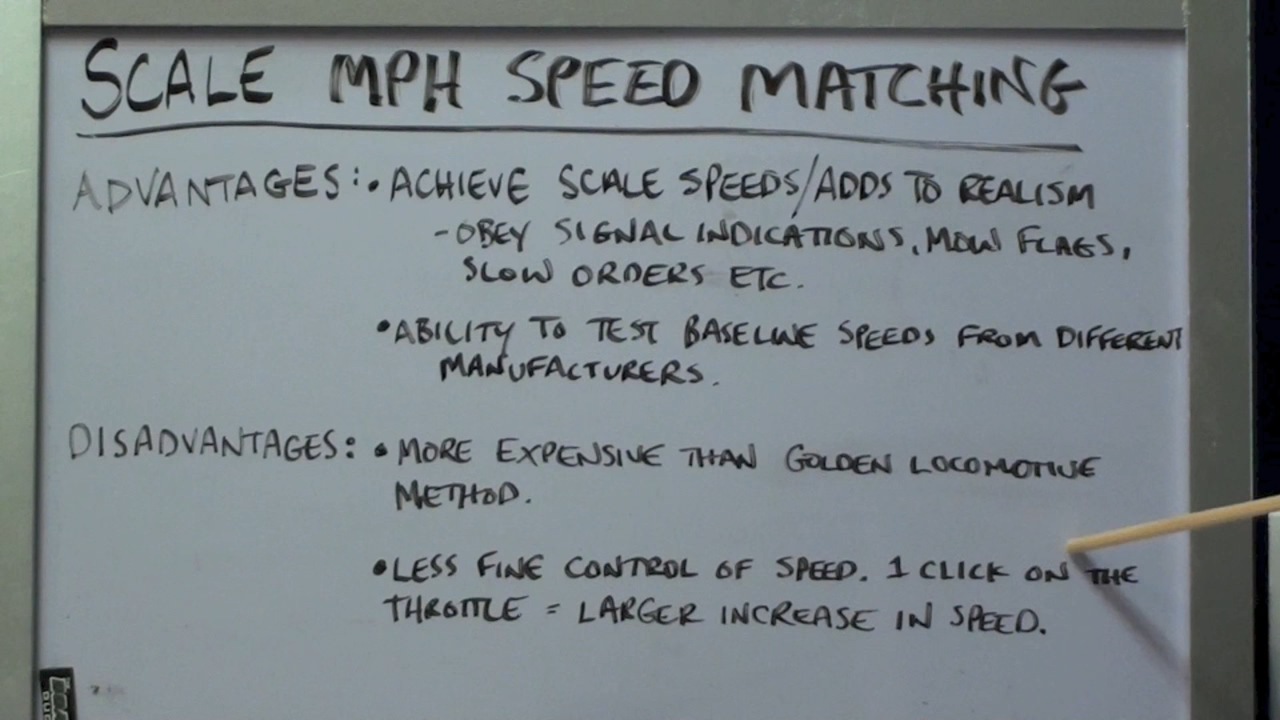 SCALE MPH SPEED MATCHING
ADVANTAGES: • ACHIEVE SCALE SPEEDS/ADDS TO REALISM
- OBEY SIGNAL INDICATIONS, MOW FLAGS,
SLOW ORDERS ETC.
• ABILITY TO TEST BASELINE SPEEDS FROM DIFFERENT
MANUFACTURERS.
DISADVANTAGES: • MORE EXPENSIVE THAN GOLDEN LOCOMOTIVE
METHOD.
• LESS FINE CONTROL OF SPEED. 1 CLICK ON THE
THROTTLE = LARGER INCREASE IN SPEED.